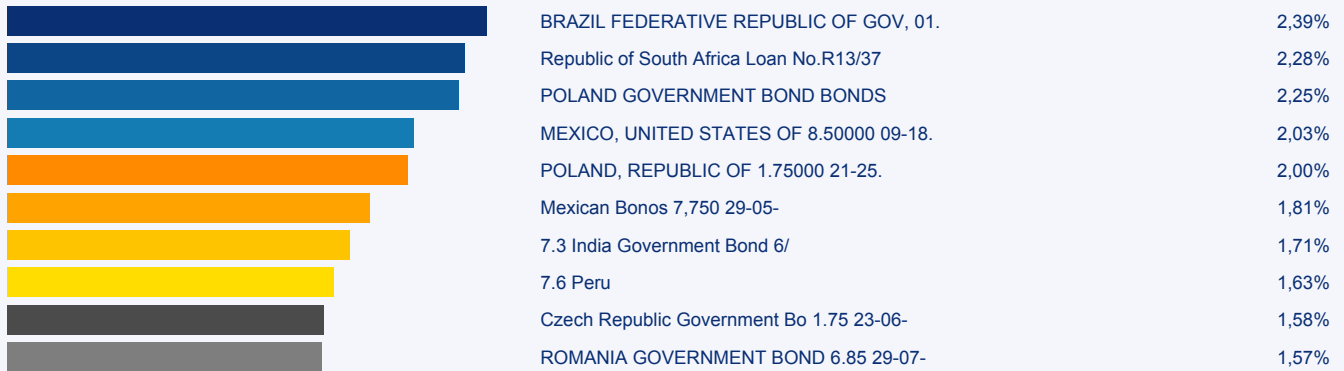 BRAZIL FEDERATIVE REPUBLIC OF GOV, 01. 2,39%
Republic of South Africa Loan No.R13/37 2,28%
POLAND GOVERNMENT BOND BONDS 2,25%
MEXICO, UNITED STATES OF 8.50000 09-18. 2,03%
POLAND, REPUBLIC OF 1.75000 21-25. 2,00%
Mexican Bonos 7,750 29-05- 1,81%
7.3 India Government Bond 6/ 1,71%
7.6 Peru 1,63%
Czech Republic Government Bo 1.75 23-06- 1,58%
ROMANIA GOVERNMENT BOND 6.85 29-07- 1,57%